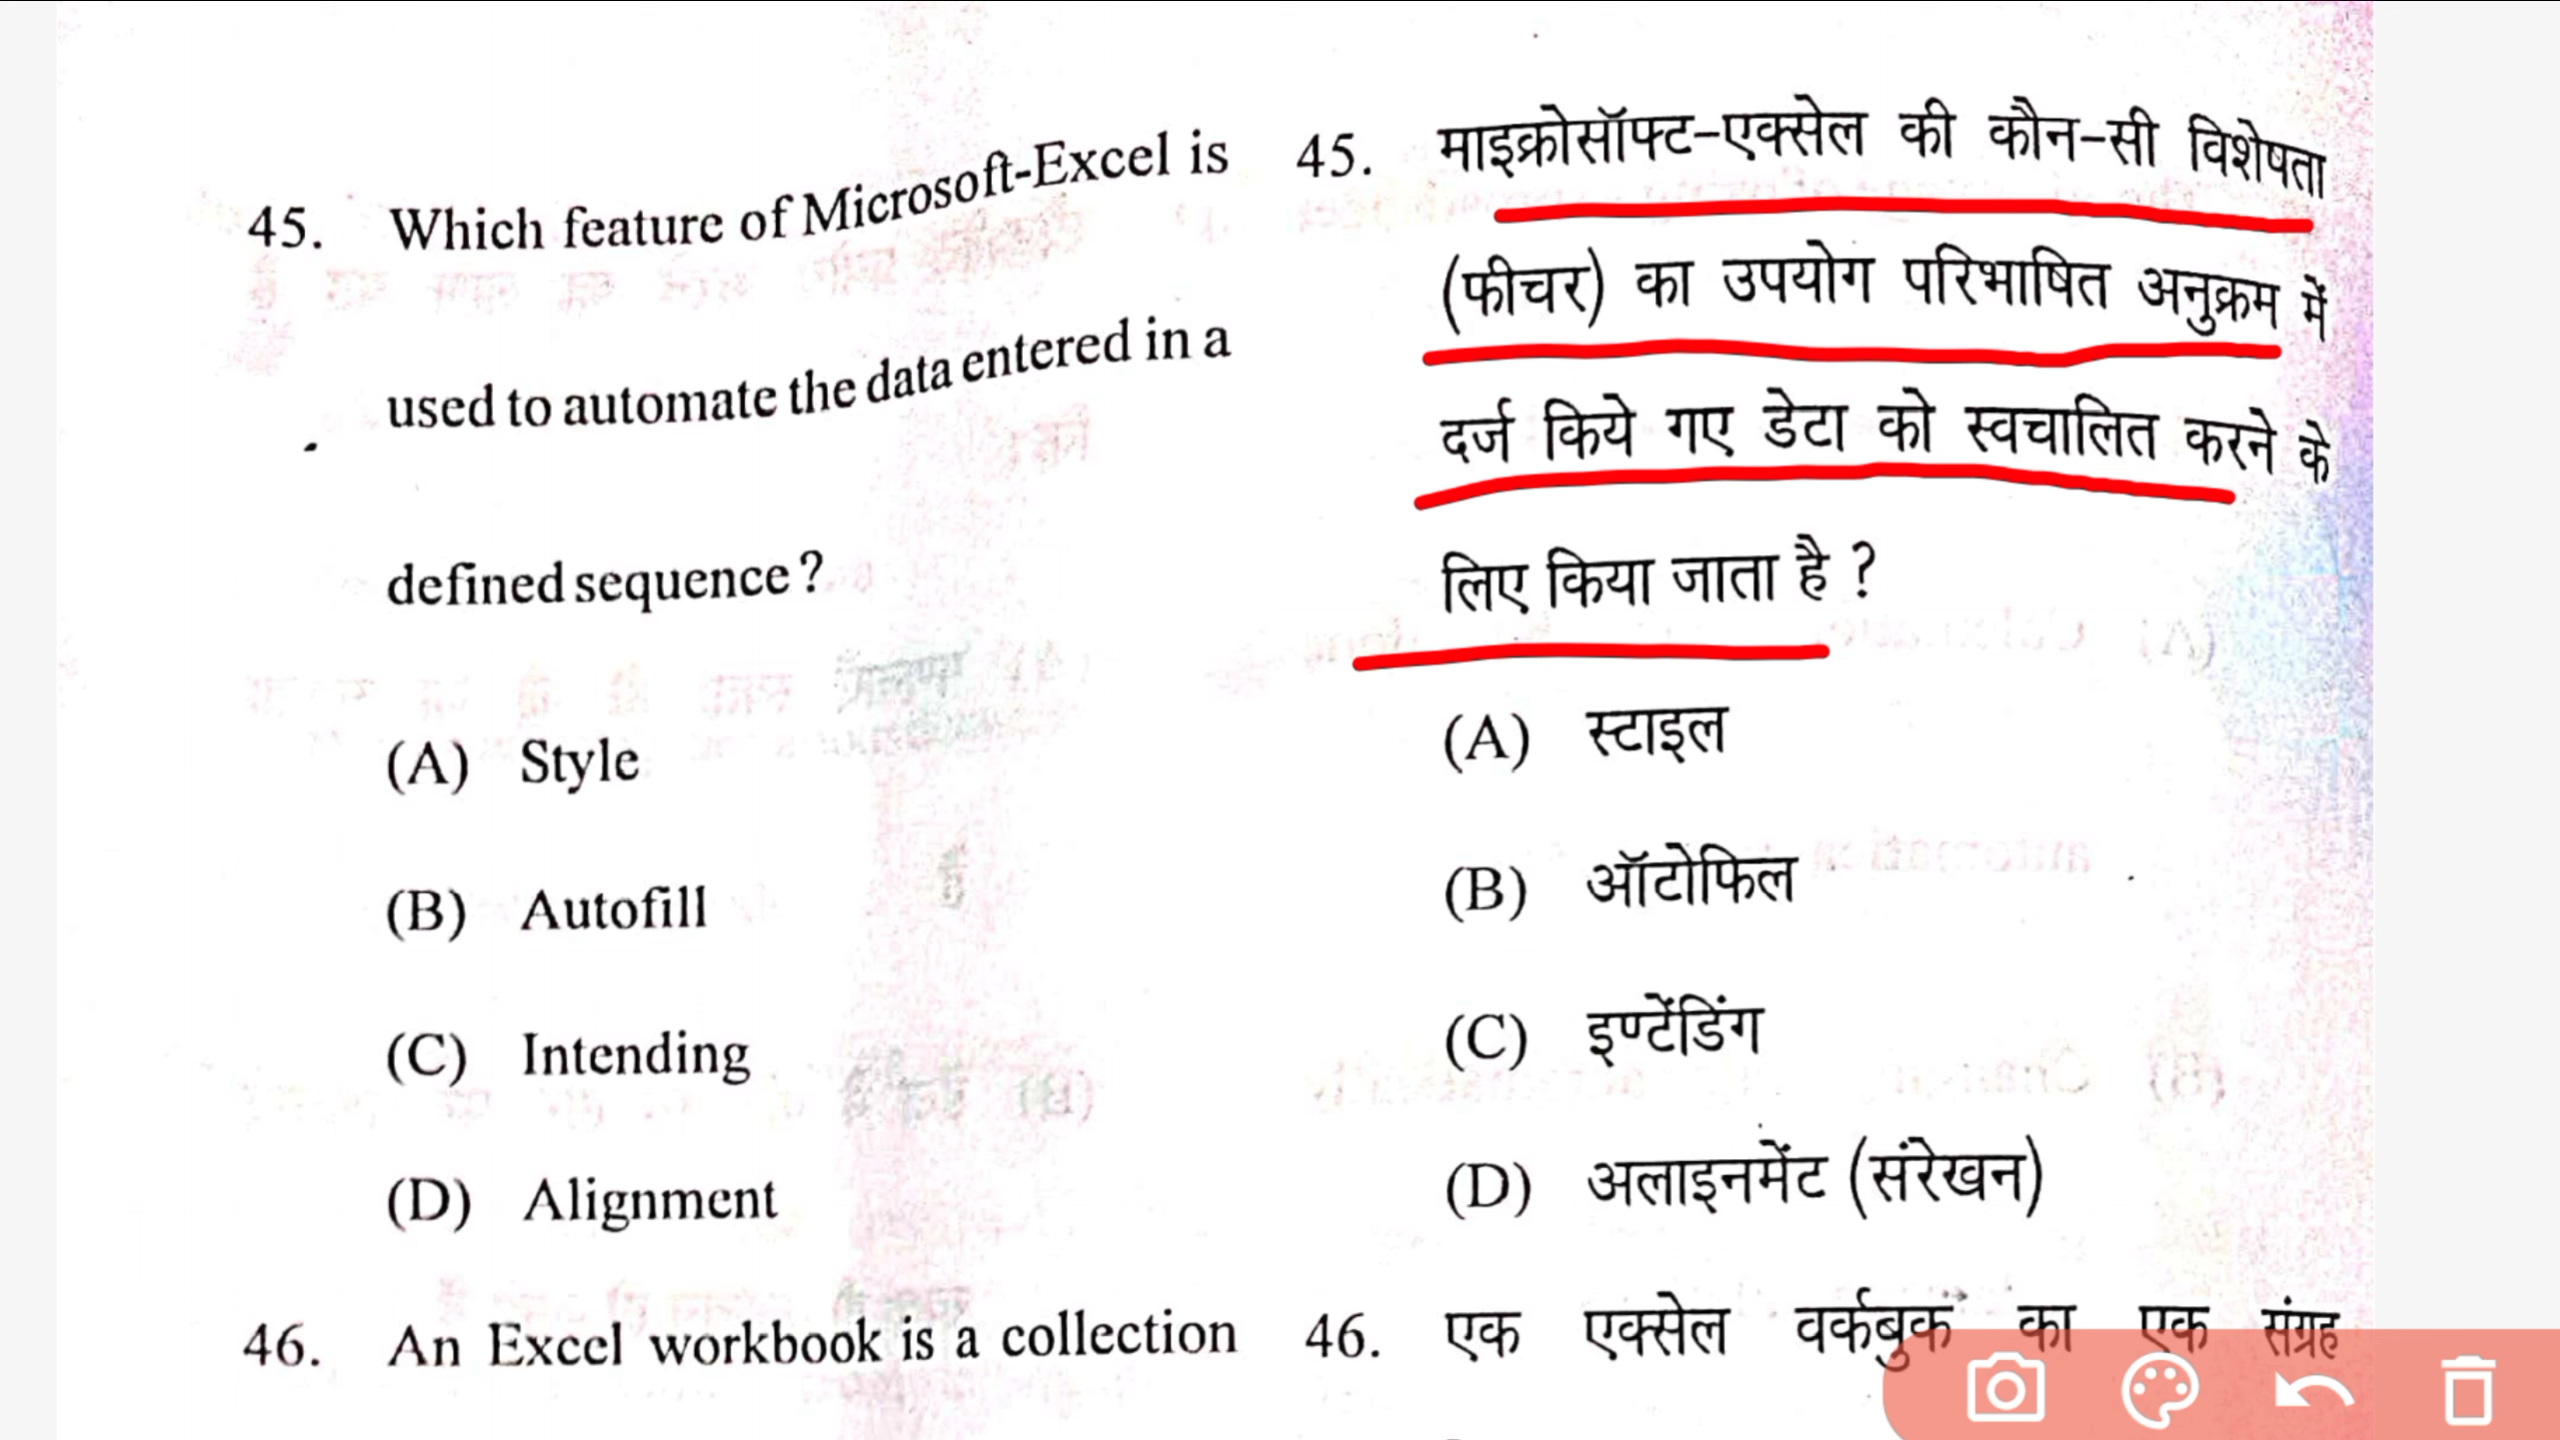 45. Which feature of Microsoft-Excel is
used to automate the data entered in a
defined sequence ?
(A) Style
(B) Autofill
(C) Intending
(D) Alignment
46. An Excel workbook is a collection
45. माइक्रोसॉफ्ट-एक्सेल की कौन-सी विशेषता
(फीचर) का उपयोग परिभाषित अनुक्रम में
दर्ज किये गए डेटा को स्वचालित करने के
लिए किया जाता है ?
(A) स्टाइल
(B) ऑटोफिल
(C) इण्टेंडिंग
(D) अलाइनमेंट (संरेखन)
46. एक एक्सेल वर्कबुक का एक संग्रह